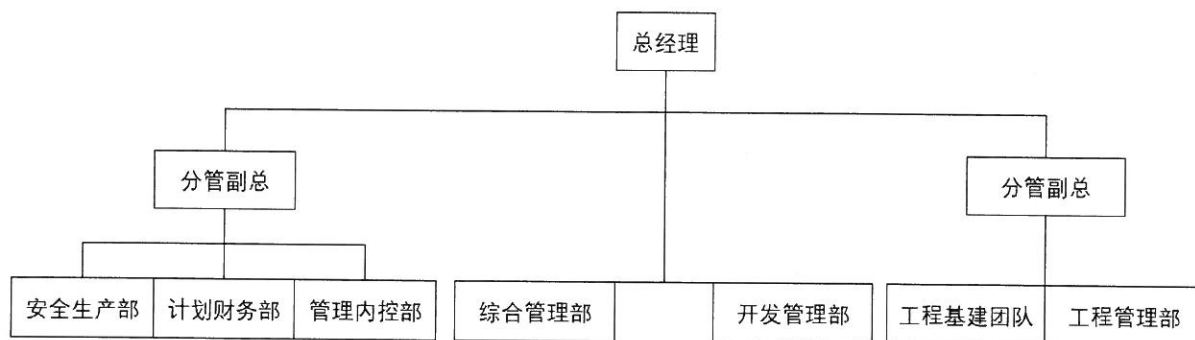 总经理
分管副总
分管副总
安全生产部
计划财务部
管理内控部
综合管理部
开发管理部
工程基建团队
工程管理部